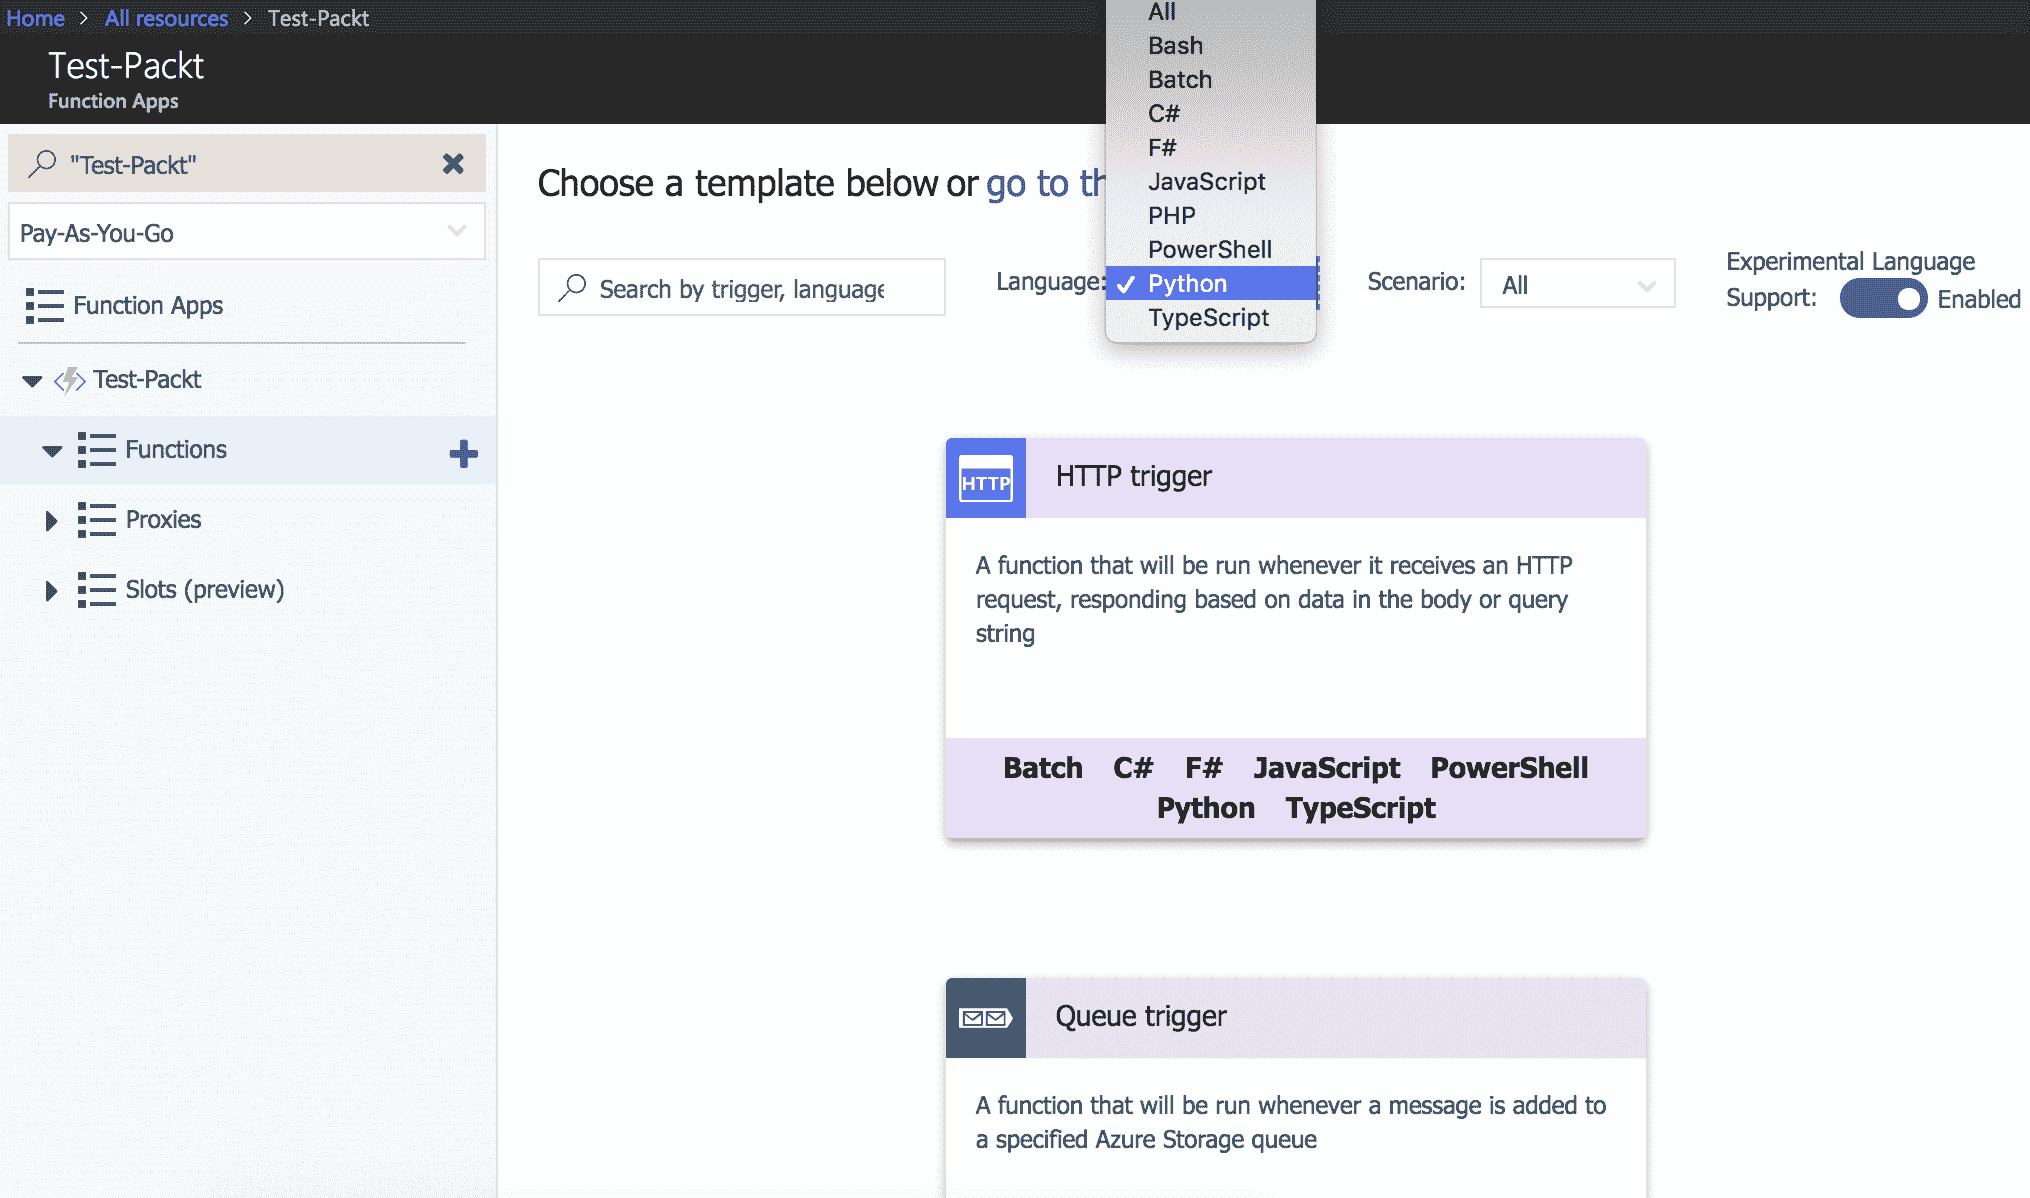 Home > All resources > Test-Packt
Test-Packt
Function Apps
"Test-Packt"
Pay-As-You-Go
Function Apps
Test-Packt
Functions
Proxies
Slots (preview)
Choose a template below or go to
Search by trigger, language
Language:
All
Bash
Batch
C#
F#
JavaScript
PHP
PowerShell
✓ Python
TypeScript
Scenario: All
Experimental Language
Support: Enabled
HTTP
HTTP trigger
A function that will be run whenever it receives an HTTP
request, responding based on data in the body or query
string
Batch C# F# JavaScript PowerShell
Python TypeScript
Queue trigger
A function that will be run whenever a message is added to
a specified Azure Storage queue